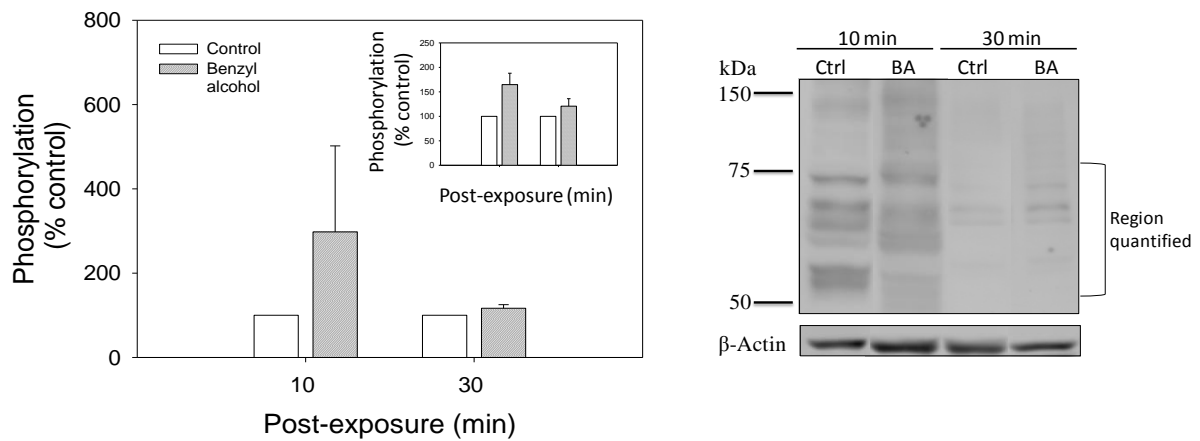 800
600
400
200
0
Phosphorylation
(% control)
Control
Benzyl
alcohol
250
200
150
100
50
0
Phosphorylation
(% control)
Post-exposure (min)
10
30
Post-exposure (min)
10 min
30 min
kDa
Ctrl
BA
Ctrl
BA
150
75
50
Region
quantified
β-Actin